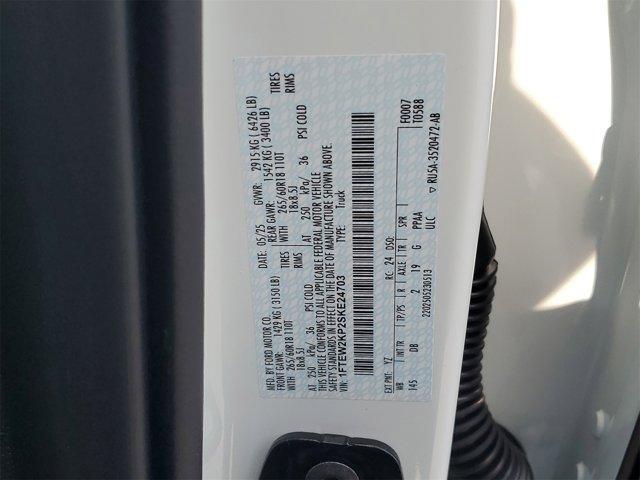 MFD. BY FORD MOTOR CO.
DATE: 05/25 GVWR: 2915 KG ( 6426 LB)
FRONT GAWR: 1429 KG ( 3150 LB) REAR GAWR: 1542 KG ( 3400 LB)
WITH 265/60R18 110T TIRES WITH 265/60R18 110T TIRES
18x8.5J RIMS 18x8.5J RIMS
AT 250 kPa/ 36 PSI COLD AT 250 kPa/ 36 PSI COLD
THIS VEHICLE CONFORMS TO ALL APPLICABLE FEDERAL MOTOR VEHICLE
SAFETY STANDARDS IN EFFECT ON THE DATE OF MANUFACTURE SHOWN ABOVE.
VIN: 1FTEW2KP2SKE24703 TYPE: Truck
EXT PNT: YZ RC: 24 DSO: F0007
T0588
WB INT TR TP/PS R AXLE TR SPR
145 DB 2 19 G PPAA
ULC
2202505230513
▽ RU5A-3520472-AB